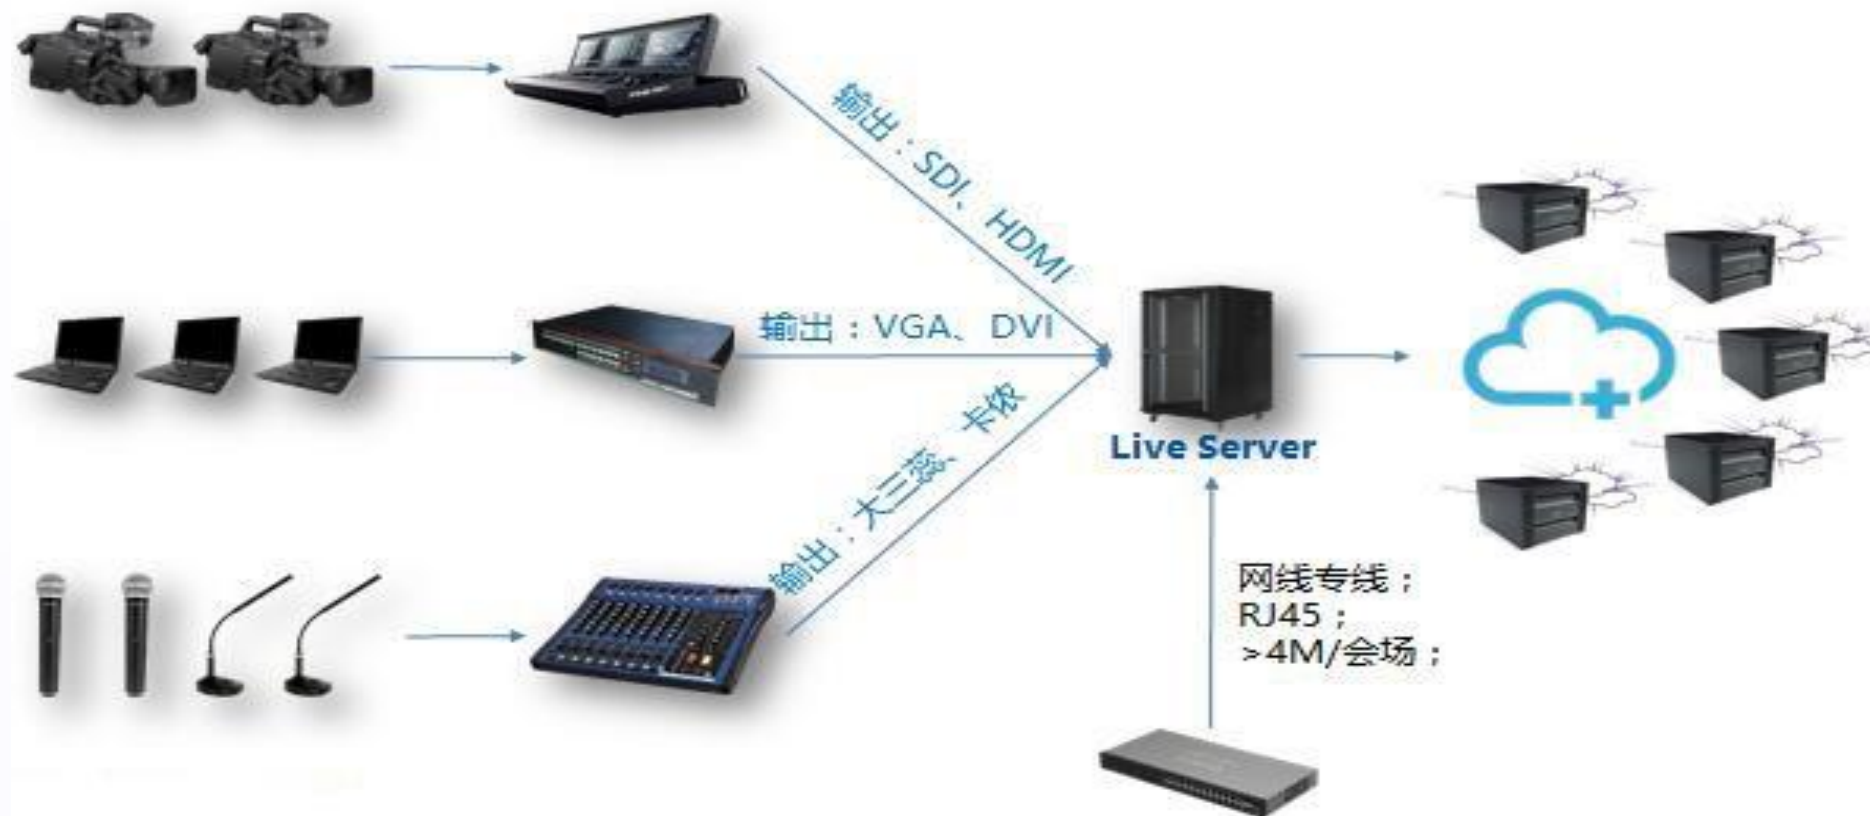 输出：SDI、HDMI
输出：VGA、DVI
输出：大三蕊、卡侬
Live Server
网线专线；
RJ45；
>4M/会场；